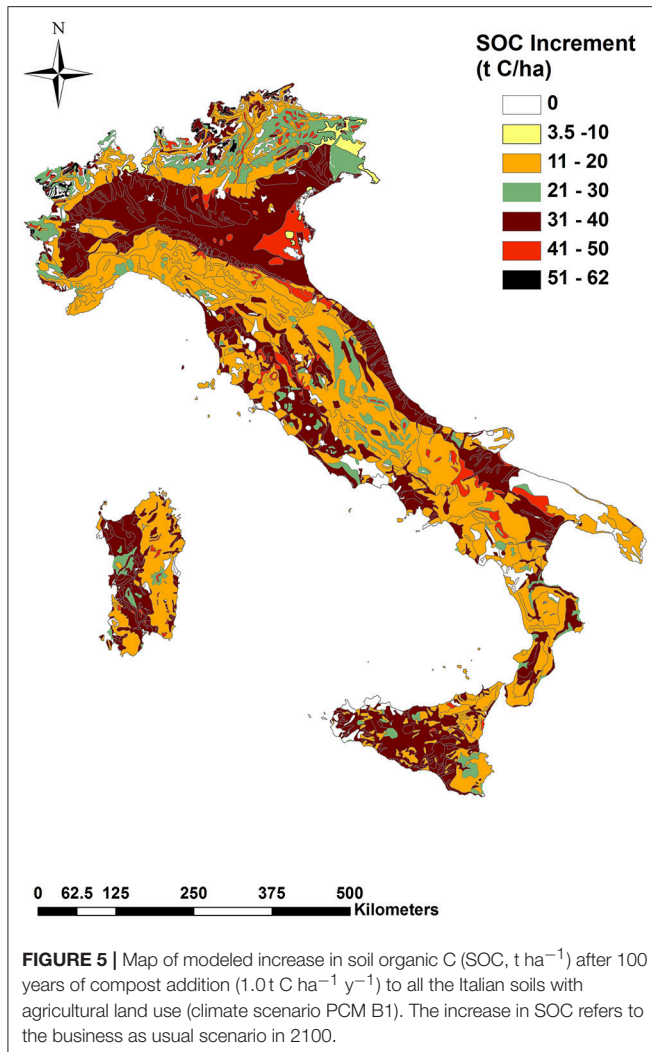 N
SOC Increment
(t C/ha)
0
3.5 -10
11 - 20
21 - 30
31 - 40
41 - 50
51 - 62
0 62.5 125 250 375 500
Kilometers
FIGURE 5 | Map of modeled increase in soil organic C (SOC, t ha−1) after 100
years of compost addition (1.0 t C ha−1 y−1) to all the Italian soils with
agricultural land use (climate scenario PCM B1). The increase in SOC refers to
the business as usual scenario in 2100.